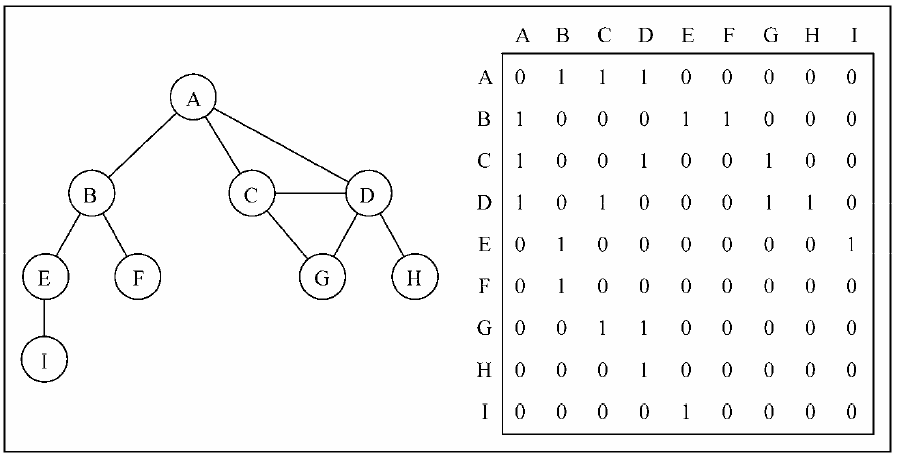 A
B
C
D
E
F
G
H
I
A B C D E F G H I
A 0 1 1 1 0 0 0 0 0
B 1 0 0 0 1 1 0 0 0
C 1 0 0 1 0 0 1 0 0
D 1 0 1 0 0 0 1 1 0
E 0 1 0 0 0 0 0 0 1
F 0 1 0 0 0 0 0 0 0
G 0 0 1 1 0 0 0 0 0
H 0 0 0 1 0 0 0 0 0
I 0 0 0 0 1 0 0 0 0